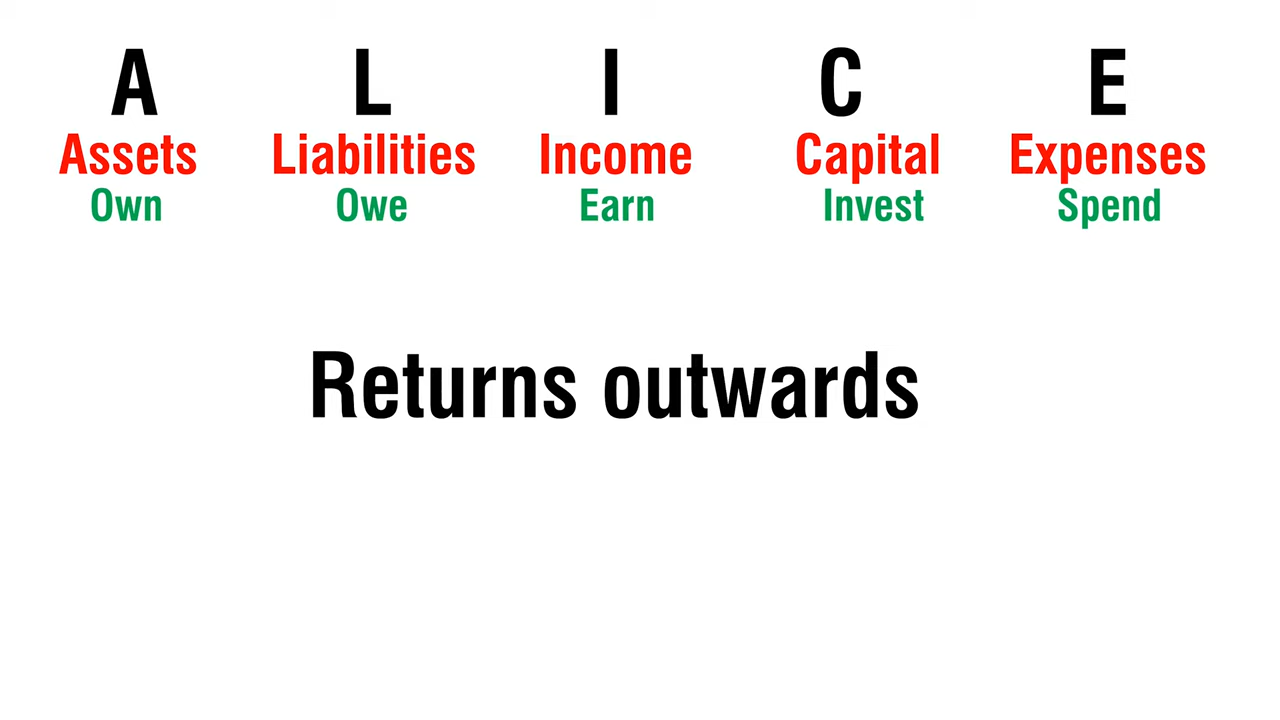 A L I C E
Assets Liabilities Income Capital Expenses
Own Owe Earn Invest Spend
Returns outwards